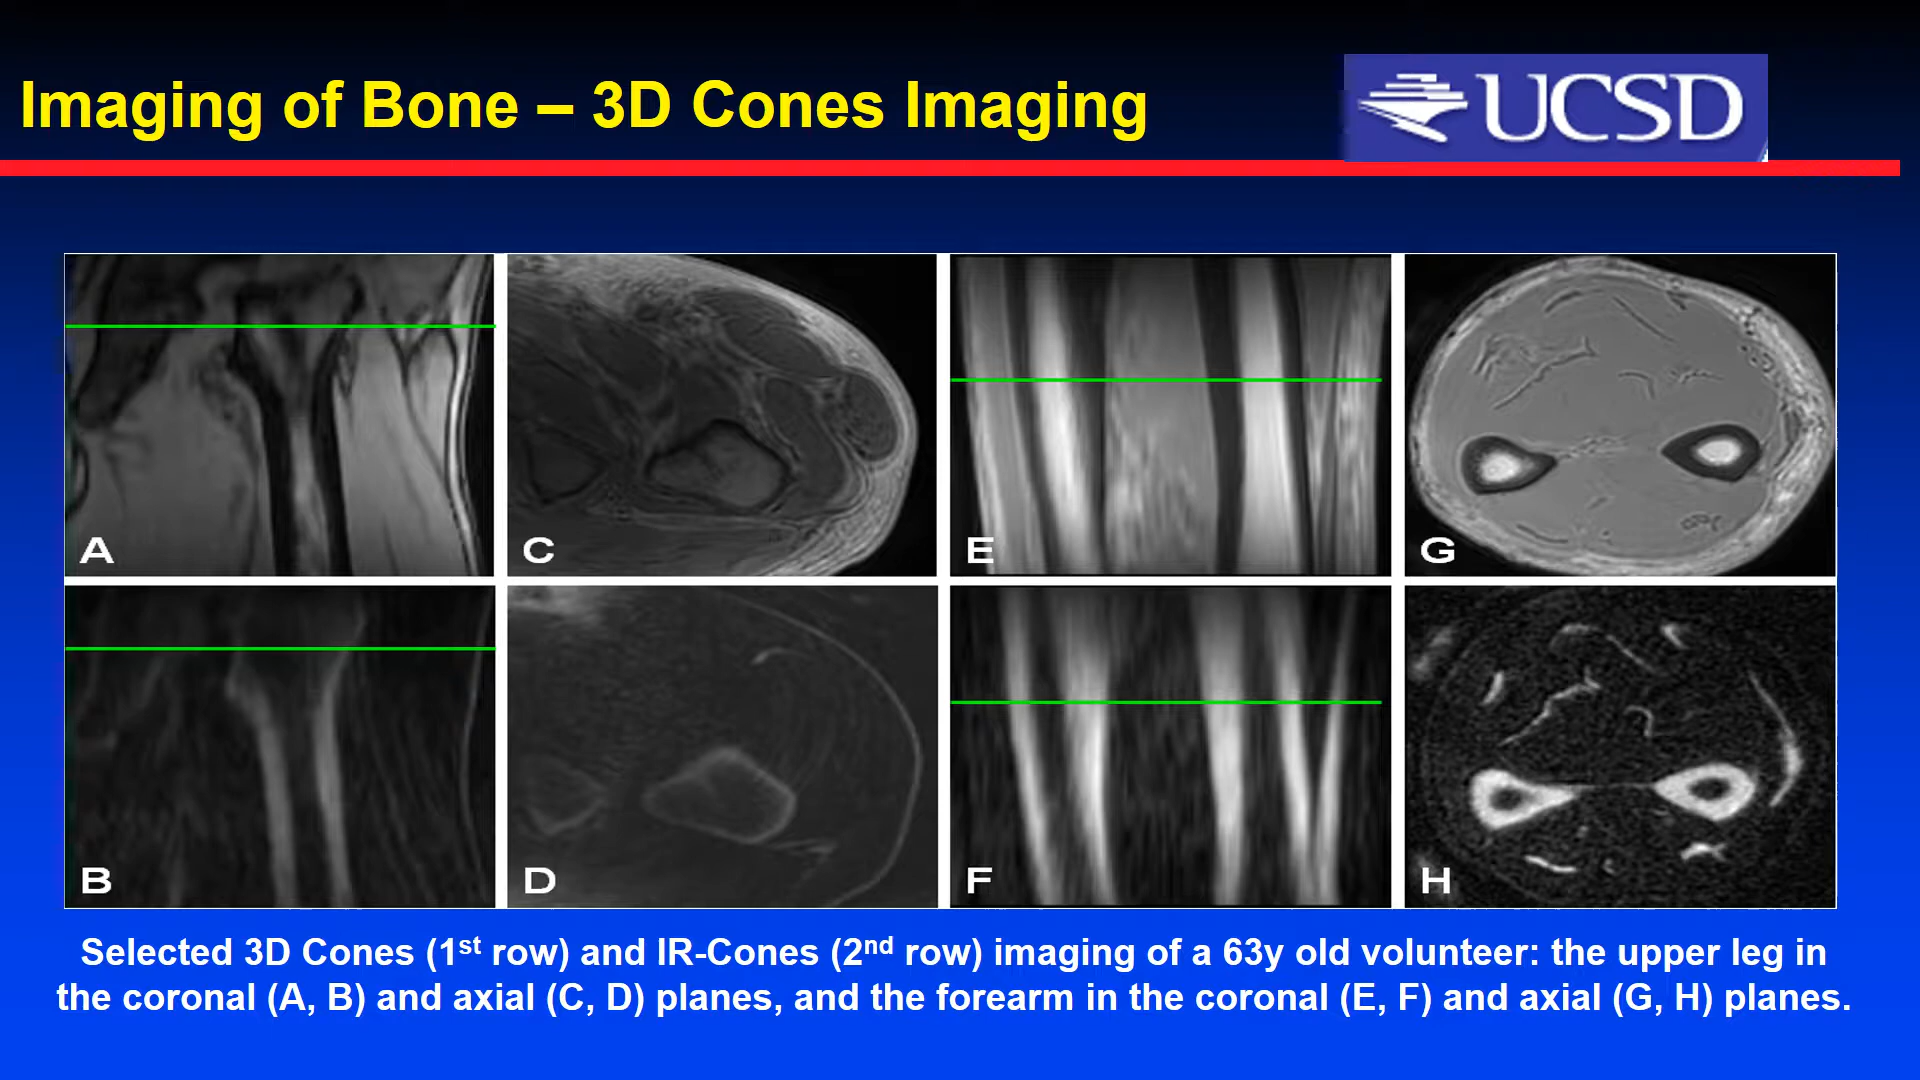 Imaging of Bone – 3D Cones Imaging
UCSD
A
C
E
G
B
D
F
H
Selected 3D Cones (1st row) and IR-Cones (2nd row) imaging of a 63y old volunteer: the upper leg in
the coronal (A, B) and axial (C, D) planes, and the forearm in the coronal (E, F) and axial (G, H) planes.